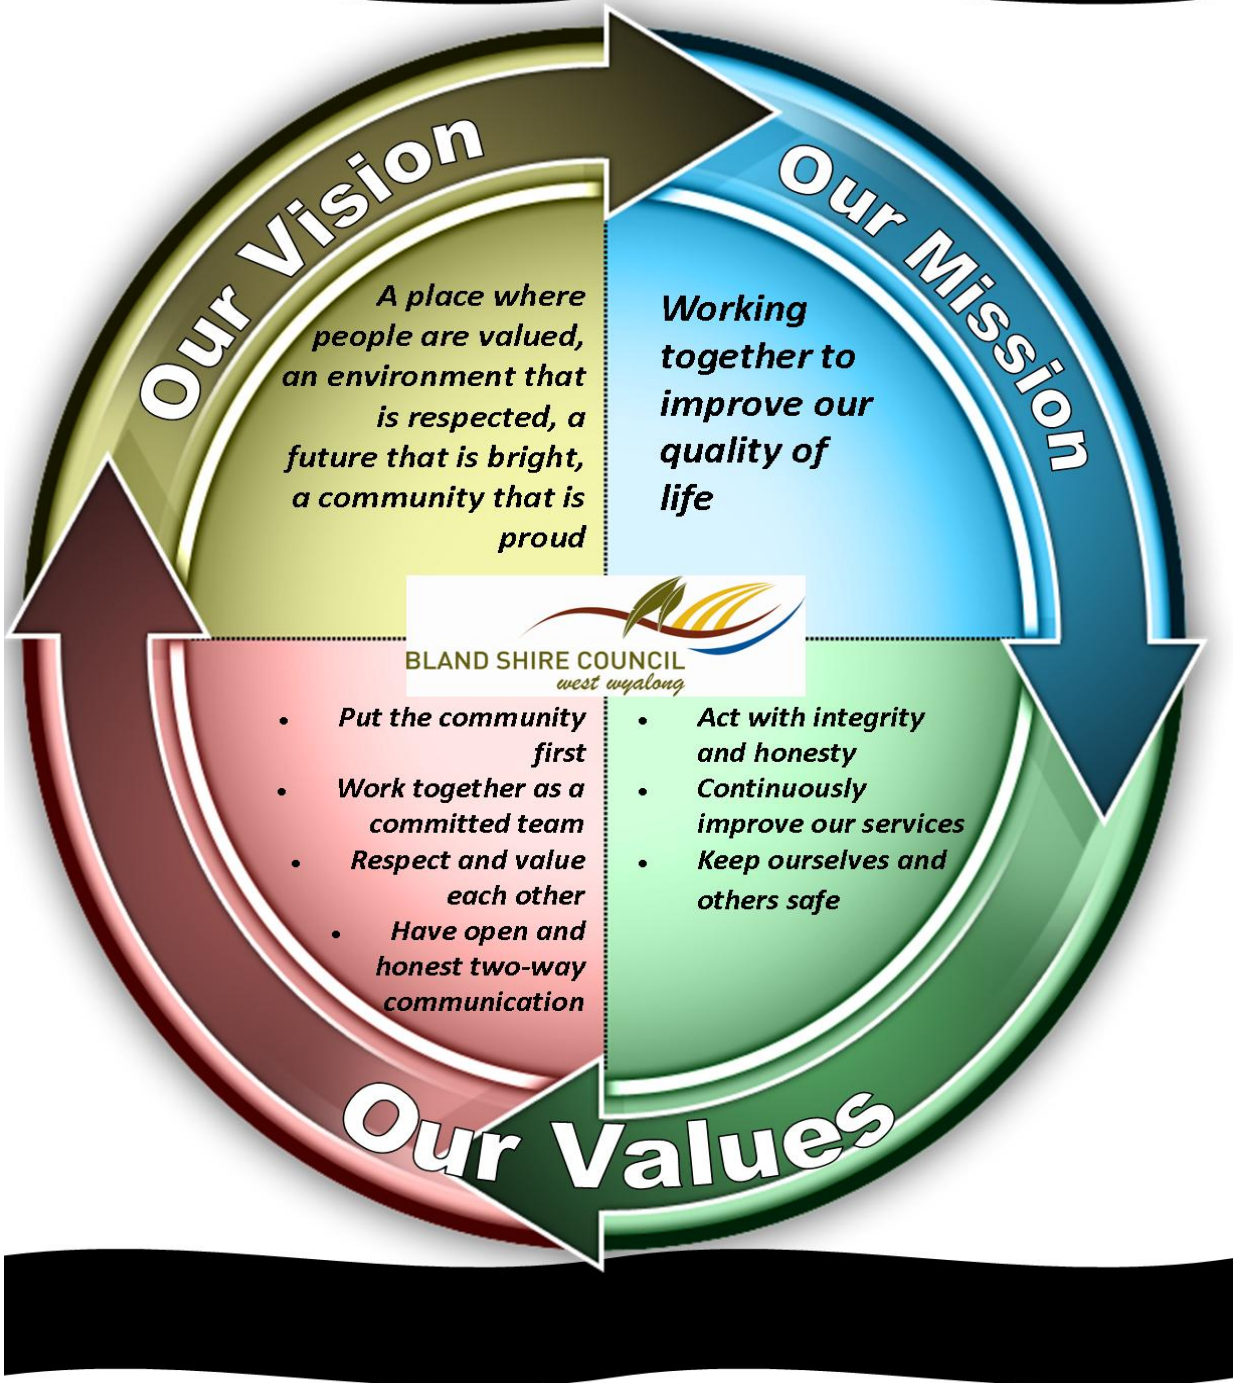 Our Vision
A place where
people are valued,
an environment that
is respected, a
future that is bright,
a community that is
proud
Our Mission
Working
together to
improve our
quality of
life
BLAND SHIRE COUNCIL
west wyalong
• Put the community
first
• Work together as a
committed team
• Respect and value
each other
• Have open and
honest two-way
communication
• Act with integrity
and honesty
• Continuously
improve our services
• Keep ourselves and
others safe
Our Values